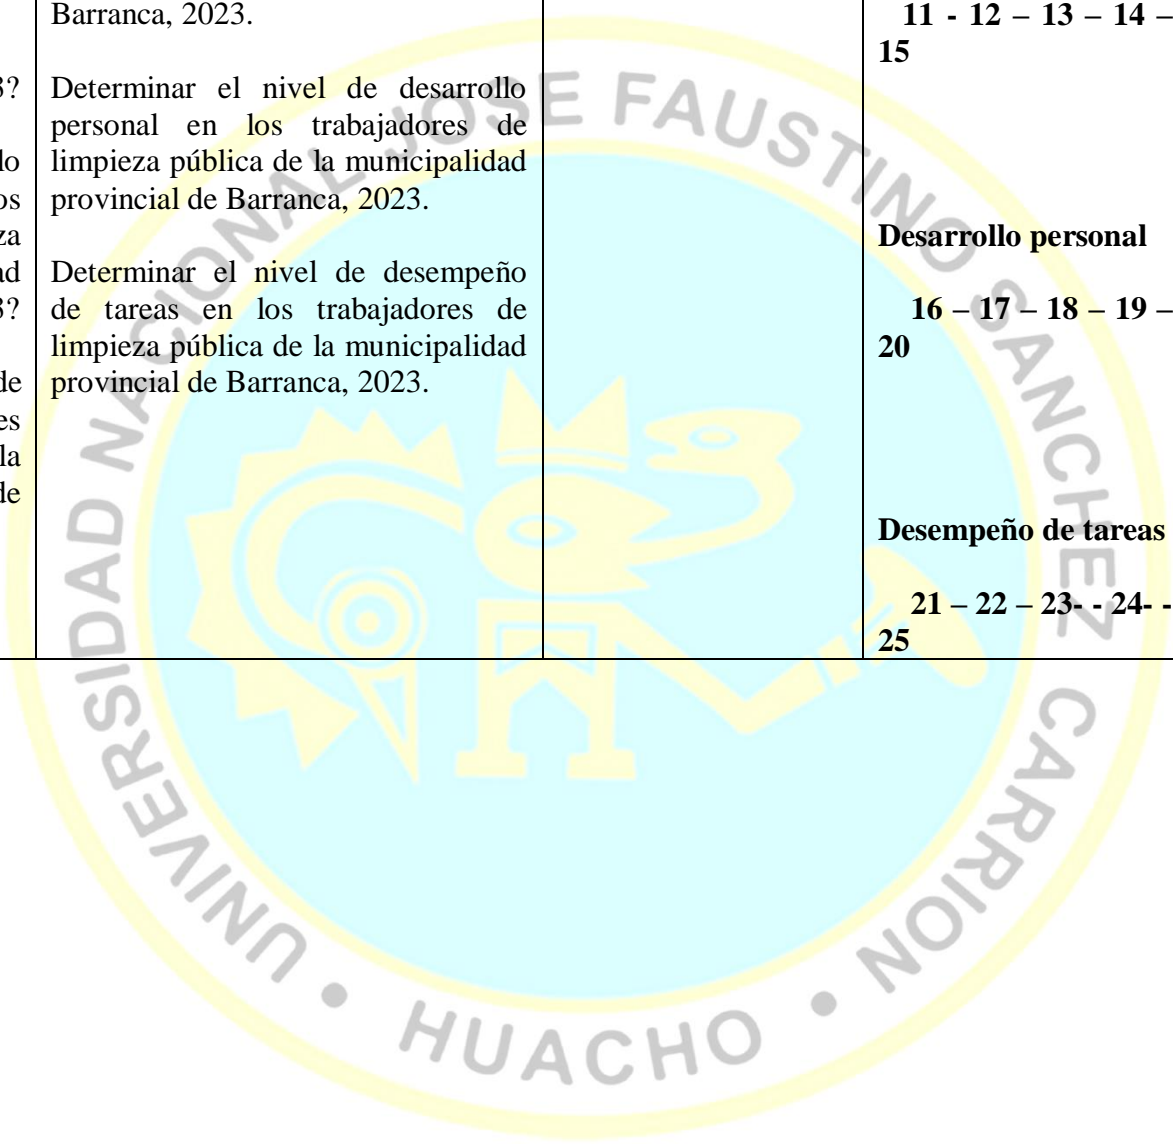 3?
lo
os
za
ad
3?
de
es
la
de
Barranca, 2023.
Determinar el nivel de desarrollo
personal en los trabajadores de
limpieza pública de la municipalidad
provincial de Barranca, 2023.
Determinar el nivel de desempeño
de tareas en los trabajadores de
limpieza pública de la municipalidad
provincial de Barranca, 2023.
11 - 12 – 13 – 14 –
15
Desarrollo personal
16 – 17 – 18 – 19 –
20
Desempeño de tareas
21 – 22 – 23- - 24- -
25
UNIVERSIDAD NACIONAL JOSE FAUSTINO SANCHEZ CARRION • HUACHO •